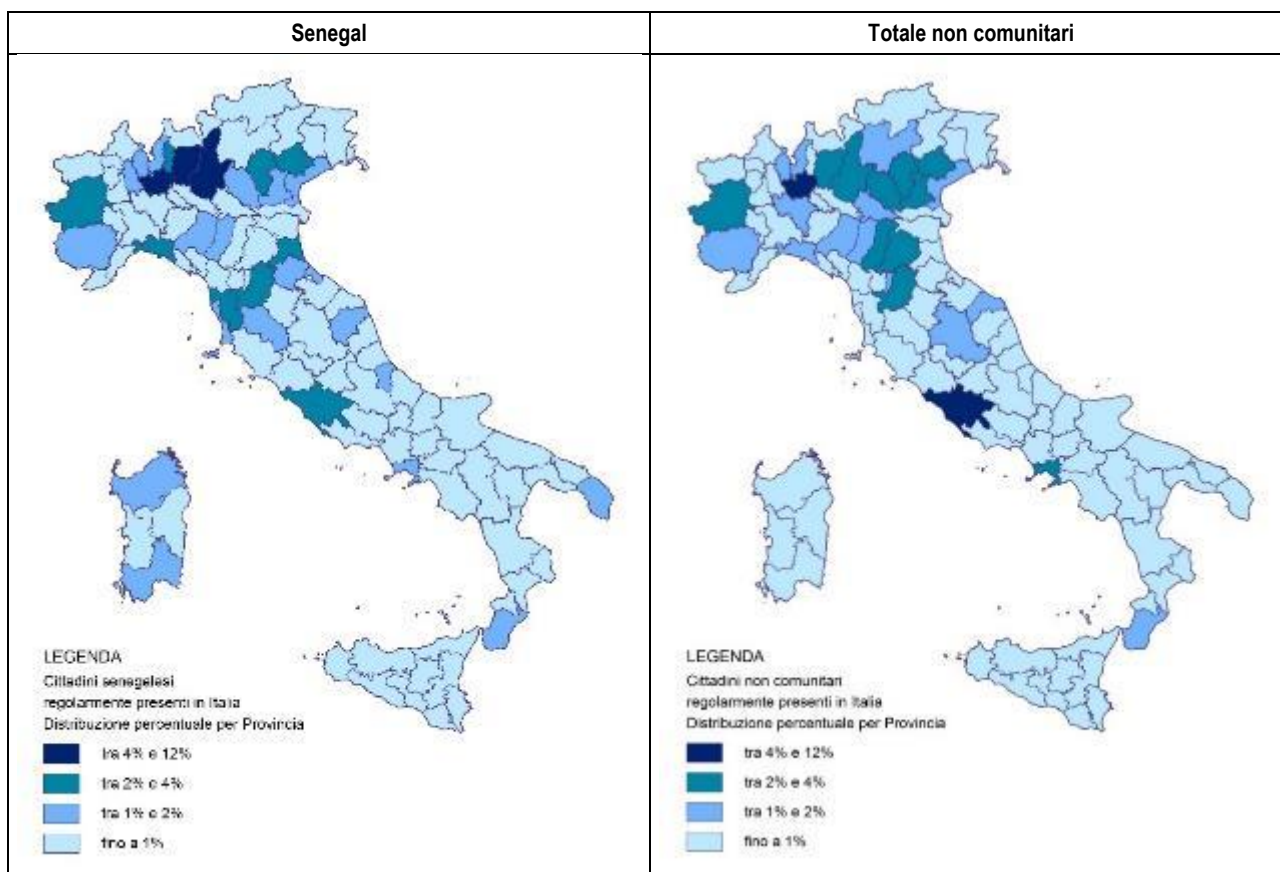 Senegal
Totale non comunitari
LEGENDA
Cittadini senegalesi
regolarmente presenti in Italia
Distribuzione percentuale per Provincia
tra 4% e 12%
tra 2% e 4%
tra 1% e 2%
fino a 1%
LEGENDA
Cittadini non comunitari
regolarmente presenti in Italia
Distribuzione percentuale per Provincia
tra 4% e 12%
tra 2% e 4%
tra 1% e 2%
fino a 1%